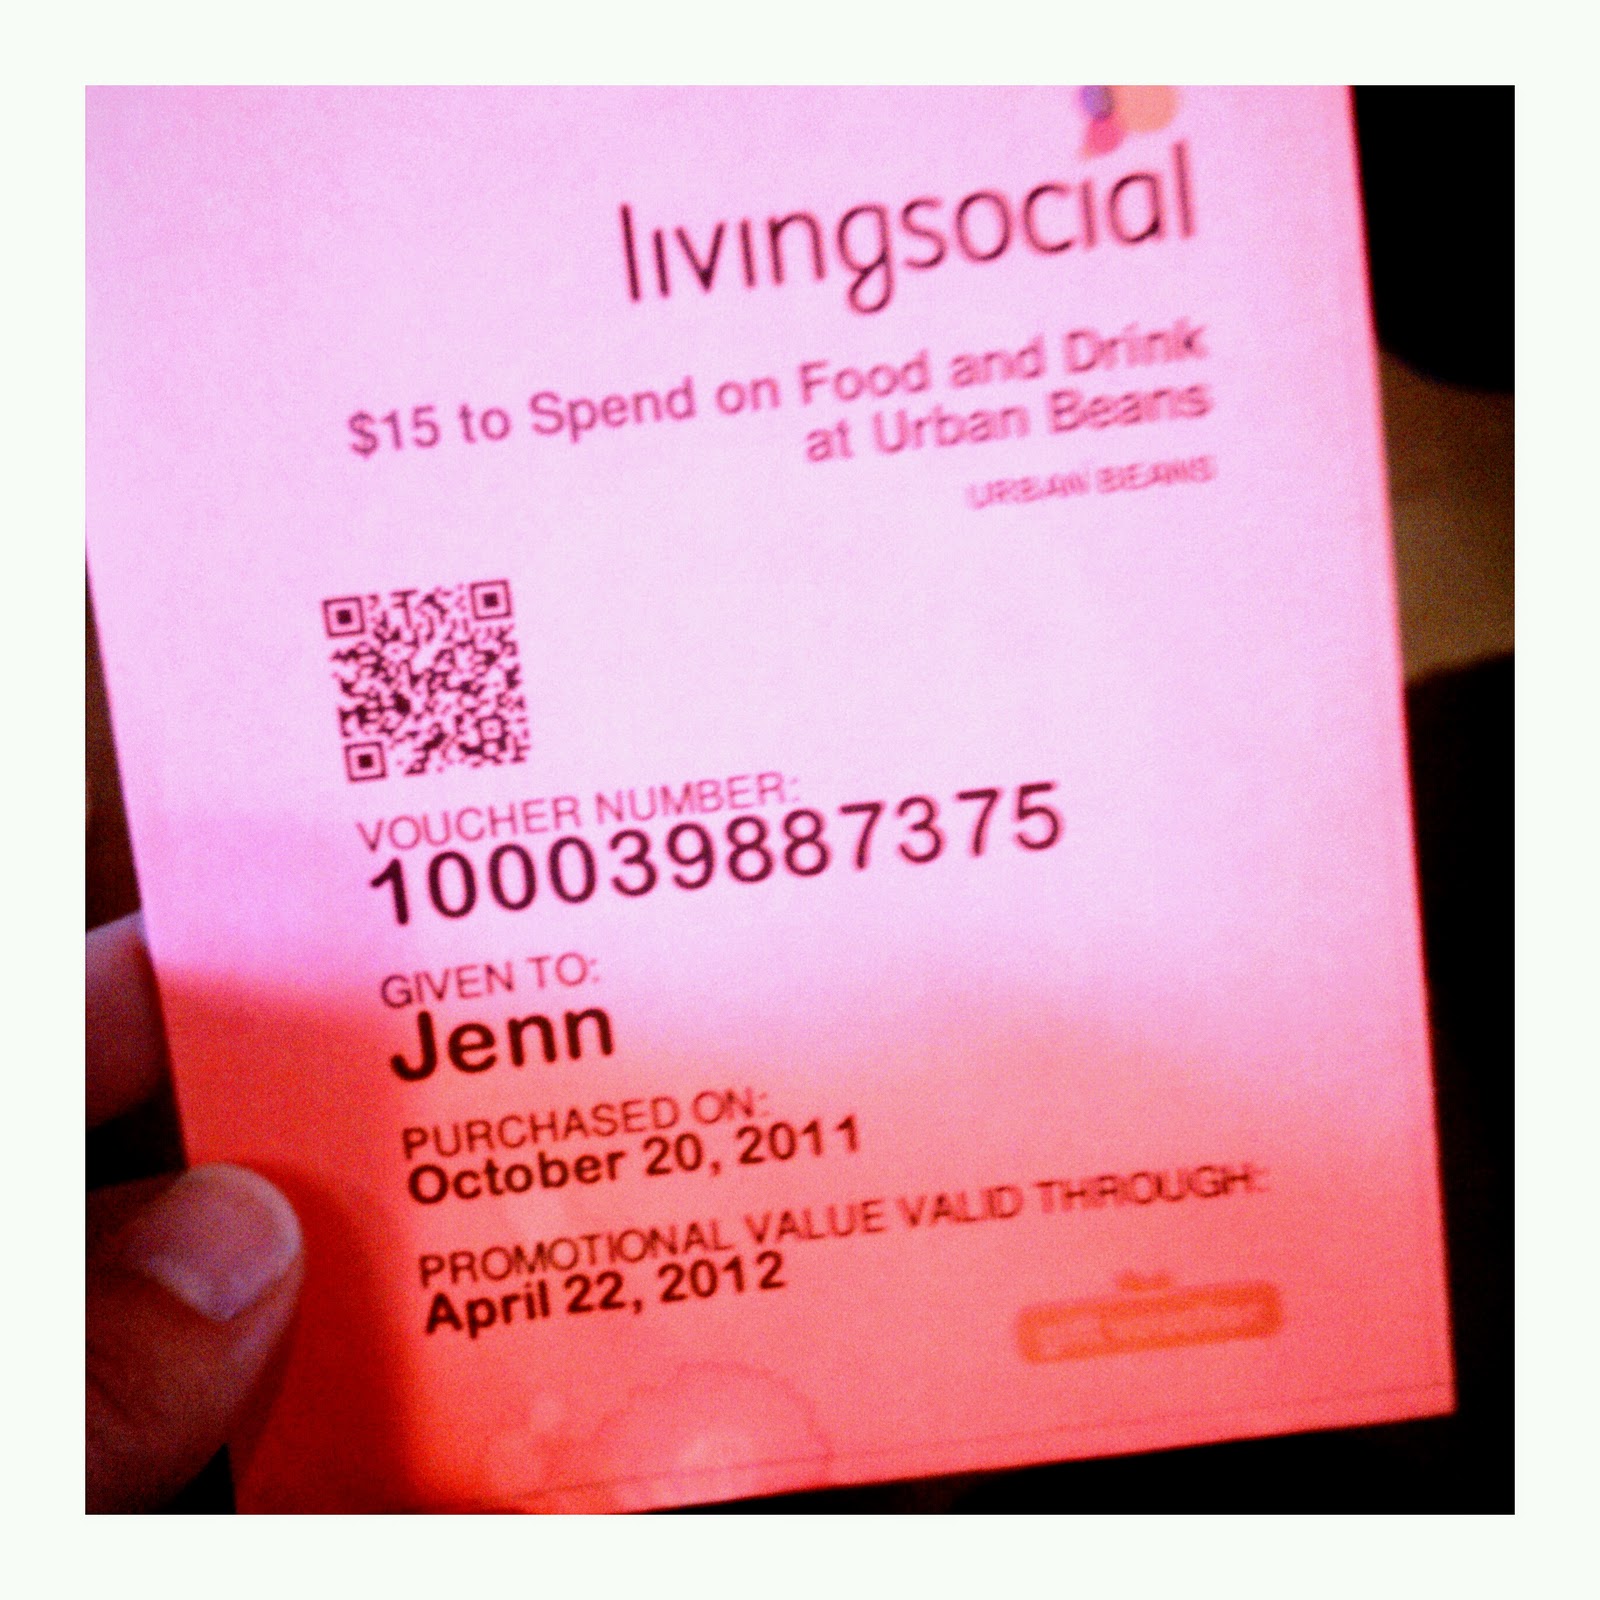 livingsocial
$15 to Spend on Food and Drink
at Urban Beans
URBAN BEANS
VOUCHER NUMBER:
100039887375
GIVEN TO:
Jenn
PURCHASED ON:
October 20, 2011
PROMOTIONAL VALUE VALID THROUGH:
April 22, 2012